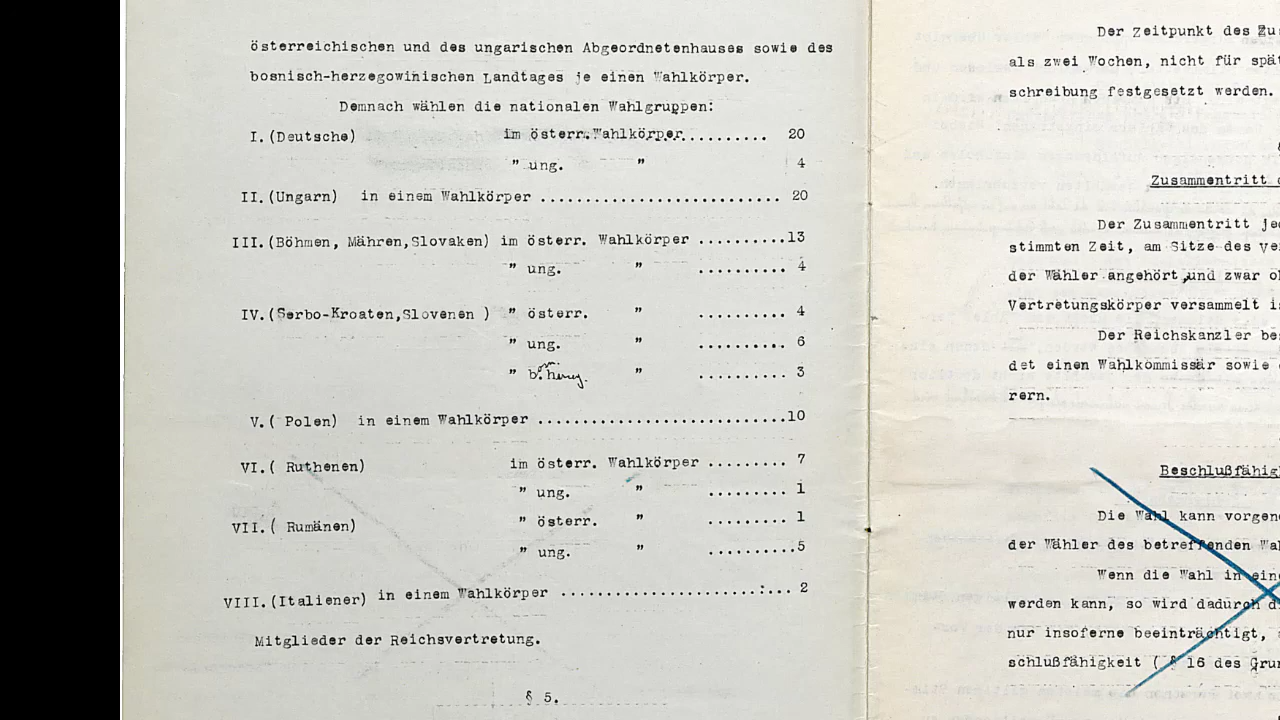 österreichischen und des ungarischen Abgeordnetenhauses sowie des
bosnisch-herzegowinischen Landtages je einen Wahlkörper.
Demnach wählen die nationalen Wahlgruppen:
I. (Deutsche) im österr. Wahlkörper.......... 20
" ung. " 4
II. (Ungarn) in einem Wahlkörper ............................ 20
III. (Böhmen, Mähren, Slovaken) im österr. Wahlkörper ..........13
" ung. " .......... 4
IV. (Serbo-Kroaten, Slovenen ) " österr. " .......... 4
" ung. " .......... 6
" bosn. herzeg. " .......... 3
V. ( Polen) in einem Wahlkörper ............................10
VI. ( Ruthenen) im österr. Wahlkörper ......... 7
" ung. " ......... 1
VII. ( Rumänen) " österr. " ......... 1
" ung. " ..........5
VIII. (Italiener) in einem Wahlkörper ......................:... 2
Mitglieder der Reichsvertretung.
§ 5.
Der Zeitpunkt des
als zwei Wochen, nicht für
schreibung festgesetzt werden.
Zusammentritt
Der Zusammentritt
stimmten Zeit, am Sitze des
der Wähler angehört, und zwar
Vertretungskörper versammelt
Der Reichskanzler
det einen Wahlkommissär sowie
rern.
Die Wahl kann
der Wähler des betreffenden
Wenn die Wahl in
werden kann, so wird dadurch
nur insoferne beeinträchtigt,
schlußfähigkeit ( § 16 des